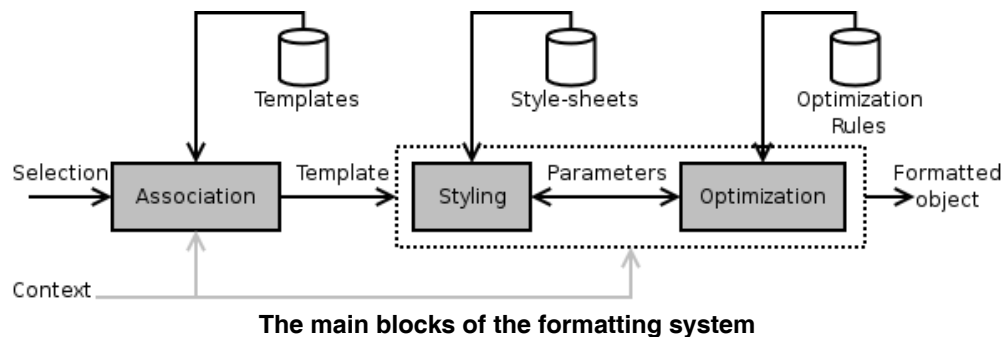 Templates
Style-sheets
Optimization
Rules
Selection
Association
Template
Styling
Parameters
Optimization
Formatted
object
Context
The main blocks of the formatting system